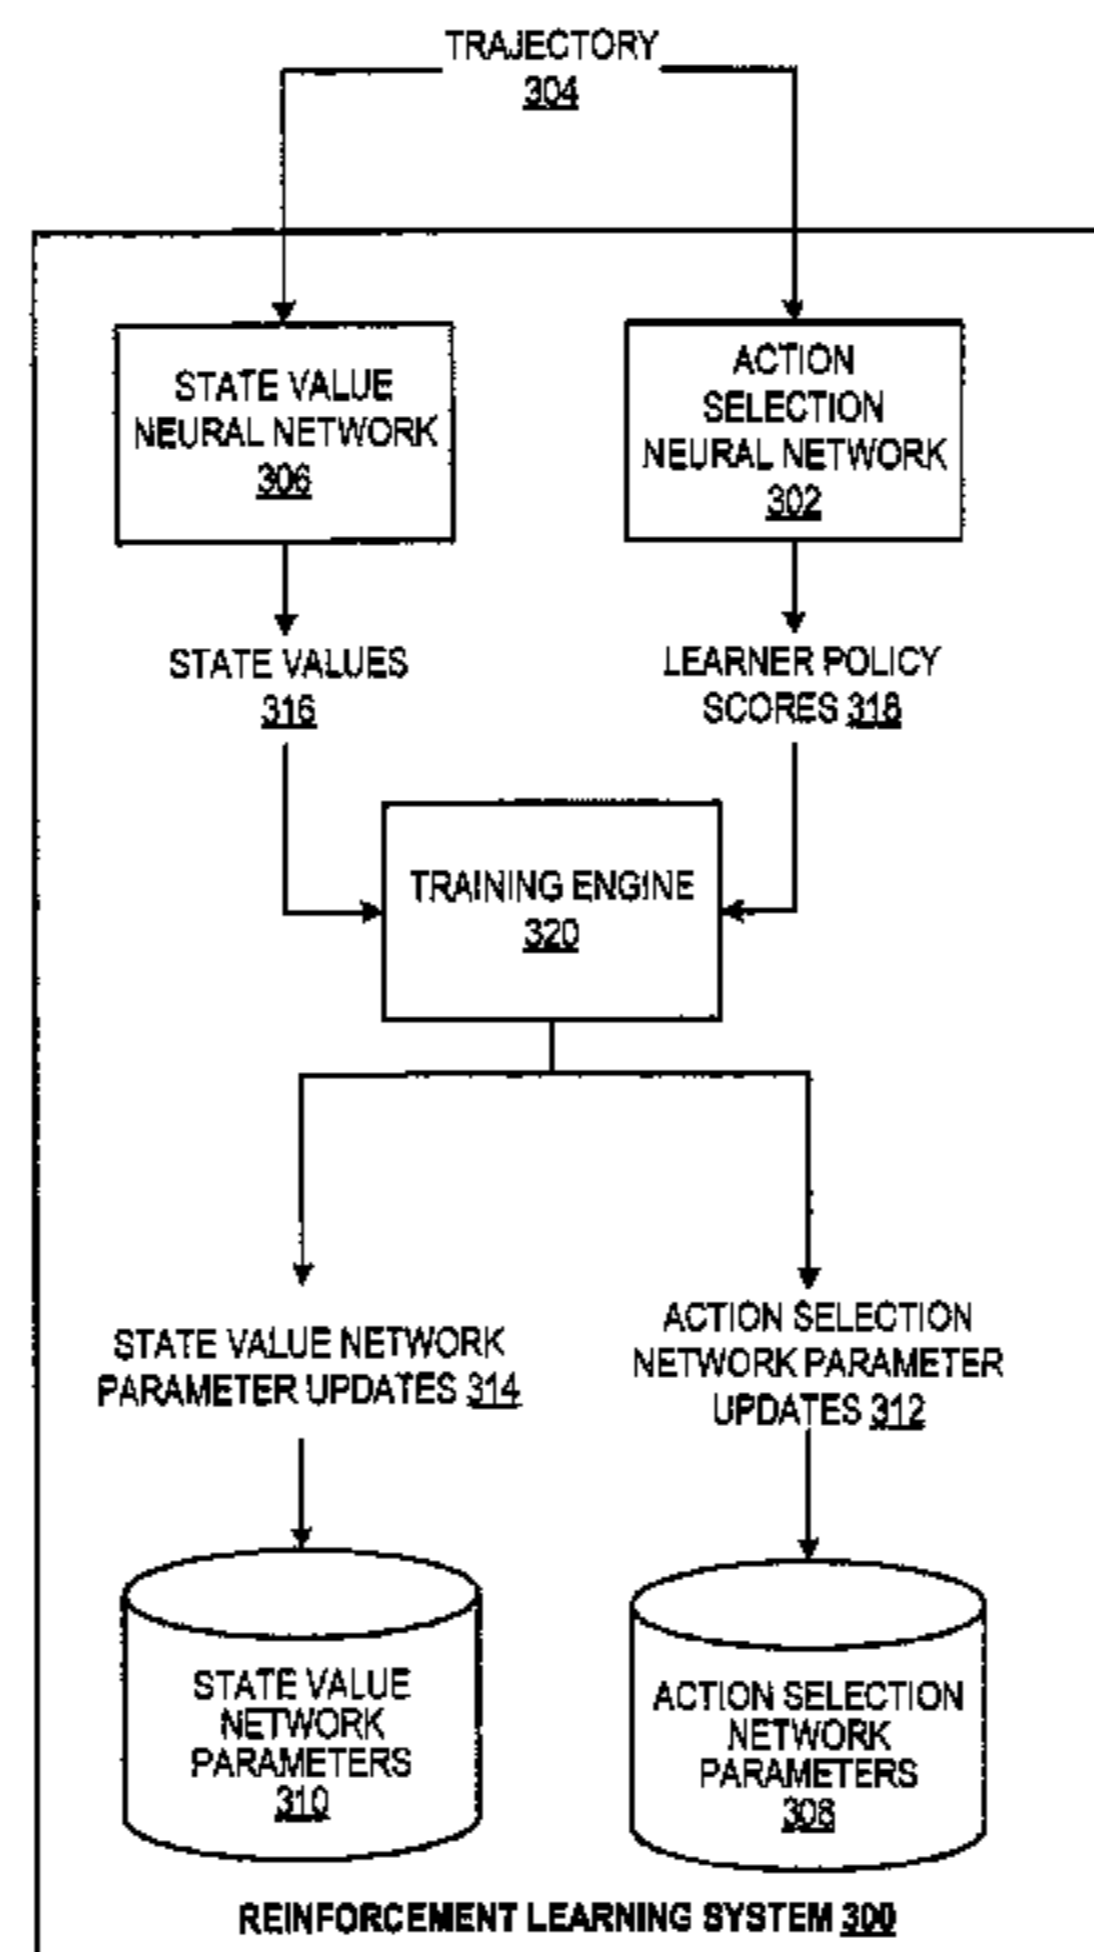 TRAJECTORY
304
STATE VALUE
NEURAL NETWORK
306
ACTION
SELECTION
NEURAL NETWORK
302
STATE VALUES
316
LEARNER POLICY
SCORES 318
TRAINING ENGINE
320
STATE VALUE NETWORK
PARAMETER UPDATES 314
ACTION SELECTION
NETWORK PARAMETER
UPDATES 312
STATE VALUE
NETWORK
PARAMETERS
310
ACTION SELECTION
NETWORK
PARAMETERS
308
REINFORCEMENT LEARNING SYSTEM 300